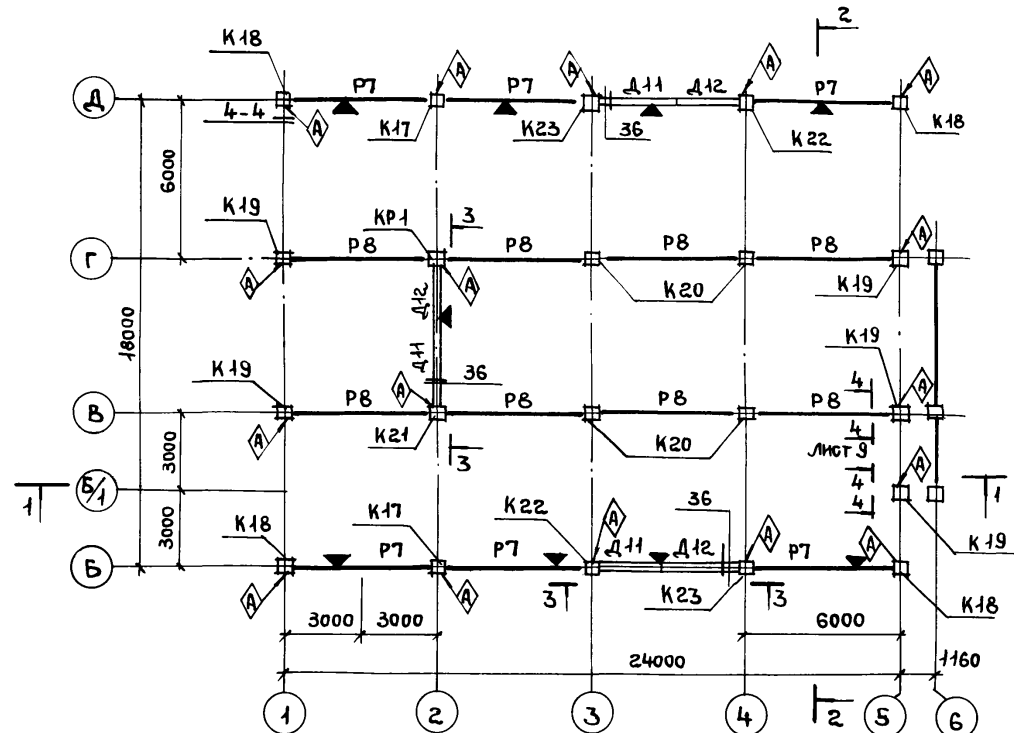 2
К18
А А А А
Р7 Р7 Д11 Д12 Р7
Д
4-4
А
К17 К23 36 К22 К18
6000
К19 КР1 3
А
Р8 Р8 Р8 Р8
Г
А А
К20 К19
Д12
18000
Д11
К19 К19
36
А А
4
Р8 Р8 Р8 Р8
В
А
К21 К20
4
3
ЛИСТ 9
3000
А
4
1 Б/1 1
4
К17 К22 36
3000
К18 А К19
Р7 Р7 Д11 Д12 А Р7 А
Б
А А
3 К23 3 К18
3000 3000 6000
24000 1160
1 2 3 4 2 5 6